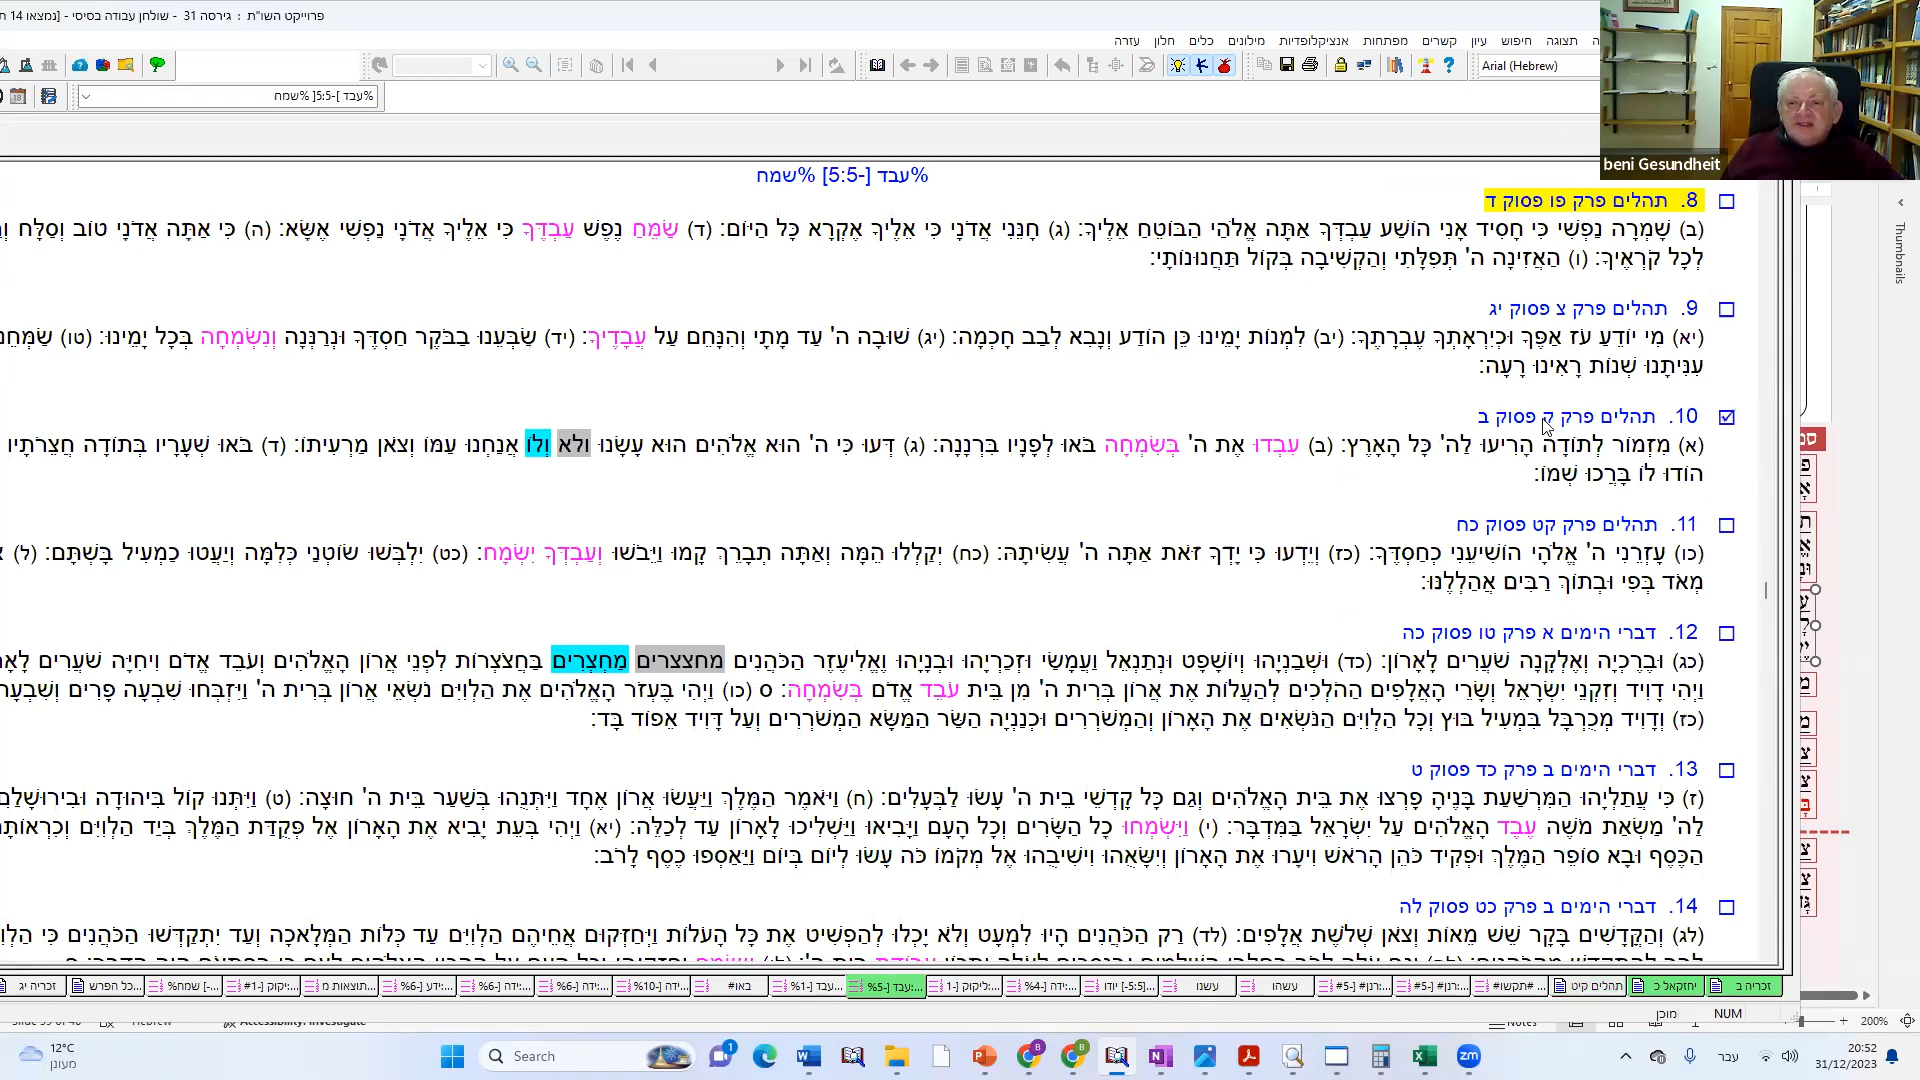 פרוייקט השו"ת : גירסה 31 - שולחן עבודה בסיסי - [נמצאו 14 ת
תצוגה חיפוש עיון קשרים מפתחות אנציקלופדיות מילונים כלים חלון עזרה
Arial (Hebrew)
%עבד [-5:5] %שמח
beni Gesundheit
%עבד [-5:5] %שמח
Thumbnails
8. תהלים פרק פו פסוק ד
(ב) שָׁמְרָה נַפְשִׁי כִּי חָסִיד אָנִי הוֹשַׁע עַבְדְּךָ אַתָּה אֱלֹהַי הַבּוֹטֵחַ אֵלֶיךָ: (ג) חָנֵּנִי אֲדֹנָי כִּי אֵלֶיךָ אֶקְרָא כָּל הַיּוֹם: (ד) שַׂמֵּחַ נֶפֶשׁ עַבְדֶּךָ כִּי אֵלֶיךָ אֲדֹנָי נַפְשִׁי אֶשָּׂא: (ה) כִּי אַתָּה אֲדֹנָי טוֹב וְסַלָּח
לְכָל קֹרְאֶיךָ: (ו) הַאֲזִינָה ה' תְּפִלָּתִי וְהַקְשִׁיבָה בְּקוֹל תַּחֲנוּנוֹתָי:
9. תהלים פרק צ פסוק יג
(יא) מִי יוֹדֵעַ עֹז אַפֶּךָ וּכְיִרְאָתְךָ עֶבְרָתֶךָ: (יב) לִמְנוֹת יָמֵינוּ כֵּן הוֹדַע וְנָבִא לְבַב חָכְמָה: (יג) שׁוּבָה ה' עַד מָתָי וְהִנָּחֵם עַל עֲבָדֶיךָ: (יד) שַׂבְּעֵנוּ בַבֹּקֶר חַסְדֶּךָ וּנְרַנְּנָה וְנִשְׂמְחָה בְּכָל יָמֵינוּ: (טו)
עִנִּיתָנוּ שְׁנוֹת רָאִינוּ רָעָה:
10. תהלים פרק ק פסוק ב
(א) מִזְמוֹר לְתוֹדָה הָרִיעוּ לַה' כָּל הָאָרֶץ: (ב) עִבְדוּ אֶת ה' בְּשִׂמְחָה בֹּאוּ לְפָנָיו בִּרְנָנָה: (ג) דְּעוּ כִּי ה' הוּא אֱלֹהִים הוּא עָשָׂנוּ ולא וְלוֹ אֲנַחְנוּ עַמּוֹ וְצֹאן מַרְעִיתוֹ: (ד) בֹּאוּ שְׁעָרָיו בְּתוֹדָה חֲצֵרֹתָיו
הוֹדוּ לוֹ בָּרֲכוּ שְׁמוֹ:
11. תהלים פרק קט פסוק כח
(כו) עָזְרֵנִי ה' אֱלֹהָי הוֹשִׁיעֵנִי כְחַסְדֶּךָ: (כז) וְיֵדְעוּ כִּי יָדְךָ זֹּאת אַתָּה ה' עֲשִׂיתָהּ: (כח) יְקַלְלוּ הֵמָּה וְאַתָּה תְבָרֵךְ קָמוּ וַיֵּבֹשׁוּ וְעַבְדְּךָ יִשְׂמָח: (כט) יִלְבְּשׁוּ שׂוֹטְנַי כְּלִמָּה וְיַעֲטוּ כַמְעִיל בָּשְׁתָּם: (ל)
מְאֹד בְּפִי וּבְתוֹךְ רַבִּים אֲהַלְלֶנּוּ:
12. דברי הימים א פרק טו פסוק כה
(כג) וּבֶרֶכְיָה וְאֶלְקָנָה שֹׁעֲרִים לָאָרוֹן: (כד) וּשְׁבַנְיָהוּ וְיוֹשָׁפָט וּנְתַנְאֵל וַעֲמָשַׂי וּזְכַרְיָהוּ וּבְנָיָהוּ וֶאֱלִיעֶזֶר הַכֹּהֲנִים מחצצרים מַחְצְרִים בַּחֲצֹצְרוֹת לִפְנֵי אֲרוֹן הָאֱלֹהִים וְעֹבֵד אֱדֹם וִיחִיָּה שֹׁעֲרִים
וַיְהִי דָוִיד וְזִקְנֵי יִשְׂרָאֵל וְשָׂרֵי הָאֲלָפִים הַהֹלְכִים לְהַעֲלוֹת אֶת אֲרוֹן בְּרִית ה' מִן בֵּית עֹבֵד אֱדֹם בְּשִׂמְחָה: ס (כו) וַיְהִי בֶּעְזֹר הָאֱלֹהִים אֶת הַלְוִיִּם נֹשְׂאֵי אֲרוֹן בְּרִית ה' וַיִּזְבְּחוּ שִׁבְעָה פָרִים
(כז) וְדָוִיד מְכֻרְבָּל בִּמְעִיל בּוּץ וְכָל הַלְוִיִּם הַנֹּשְׂאִים אֶת הָאָרוֹן וְהַמְשֹׁרְרִים וּכְנַנְיָה הַשַּׂר הַמַּשָּׂא הַמְשֹׁרְרִים וְעַל דָּוִיד אֵפוֹד בָּד:
13. דברי הימים ב פרק כד פסוק ט
(ז) כִּי עֲתַלְיָהוּ הַמִּרְשַׁעַת בָּנֶיהָ פָרְצוּ אֶת בֵּית הָאֱלֹהִים וְגַם כָּל קָדְשֵׁי בֵית ה' עָשׂוּ לַבְּעָלִים: (ח) וַיֹּאמֶר הַמֶּלֶךְ וַיַּעֲשׂוּ אֲרוֹן אֶחָד וַיִּתְּנֻהוּ בְּשַׁעַר בֵּית ה' חוּצָה: (ט) וַיִּתְּנוּ קוֹל בִּיהוּדָה
לַה' מַשְׂאַת מֹשֶׁה עֶבֶד הָאֱלֹהִים עַל יִשְׂרָאֵל בַּמִּדְבָּר: (י) וַיִּשְׂמְחוּ כָל הַשָּׂרִים וְכָל הָעָם וַיָּבִיאוּ וַיַּשְׁלִיכוּ לָאָרוֹן עַד לְכַלֵּה: (יא) וַיְהִי בְּעֵת יָבִיא אֶת הָאָרוֹן אֶל פְּקֻדַּת הַמֶּלֶךְ בְּיַד הַלְוִיִּם
הַכֶּסֶף וּבָא סוֹפֵר הַמֶּלֶךְ וּפְקִיד כֹּהֵן הָרֹאשׁ וִיעָרוּ אֶת הָאָרוֹן וְיִשָּׂאֻהוּ וִישִׁיבֻהוּ אֶל מְקֹמוֹ כֹּה עָשׂוּ לְיוֹם בְּיוֹם וַיַּאַסְפוּ כֶסֶף לָרֹב:
14. דברי הימים ב פרק כט פסוק לה
(לג) וְהַקֳּדָשִׁים בָּקָר שֵׁשׁ מֵאוֹת וְצֹאן שְׁלֹשֶׁת אֲלָפִים: (לד) רַק הַכֹּהֲנִים הָיוּ לִמְעָט וְלֹא יָכְלוּ לְהַפְשִׁיט אֶת כָּל הָעֹלוֹת וַיְּחַזְּקוּם אֲחֵיהֶם הַלְוִיִּם עַד כְּלוֹת הַמְּלָאכָה וְעַד יִתְקַדְּשׁוּ הַכֹּהֲנִים כִּי
זכריה ב יחזקאל כ תהלים קיט עשהו עשנו באו# זכריה יג
מוכן NUM
200%
Search
12°C
מעונן
עבר
20:52
31/12/2023